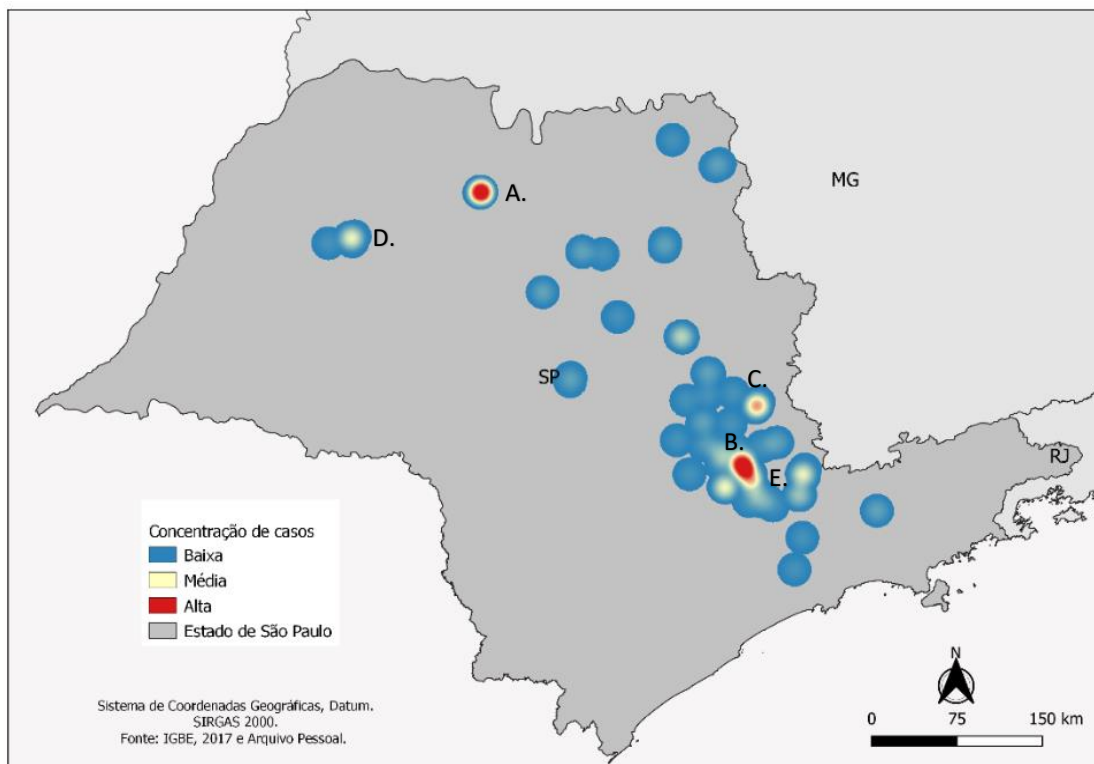 MG
A.
D.
C.
SP
B.
RJ
E.
Concentração de casos
Baixa
Média
Alta
Estado de São Paulo
N
Sistema de Coordenadas Geográficas, Datum.
SIRGAS 2000.
Fonte: IGBE, 2017 e Arquivo Pessoal.
0 75 150 km